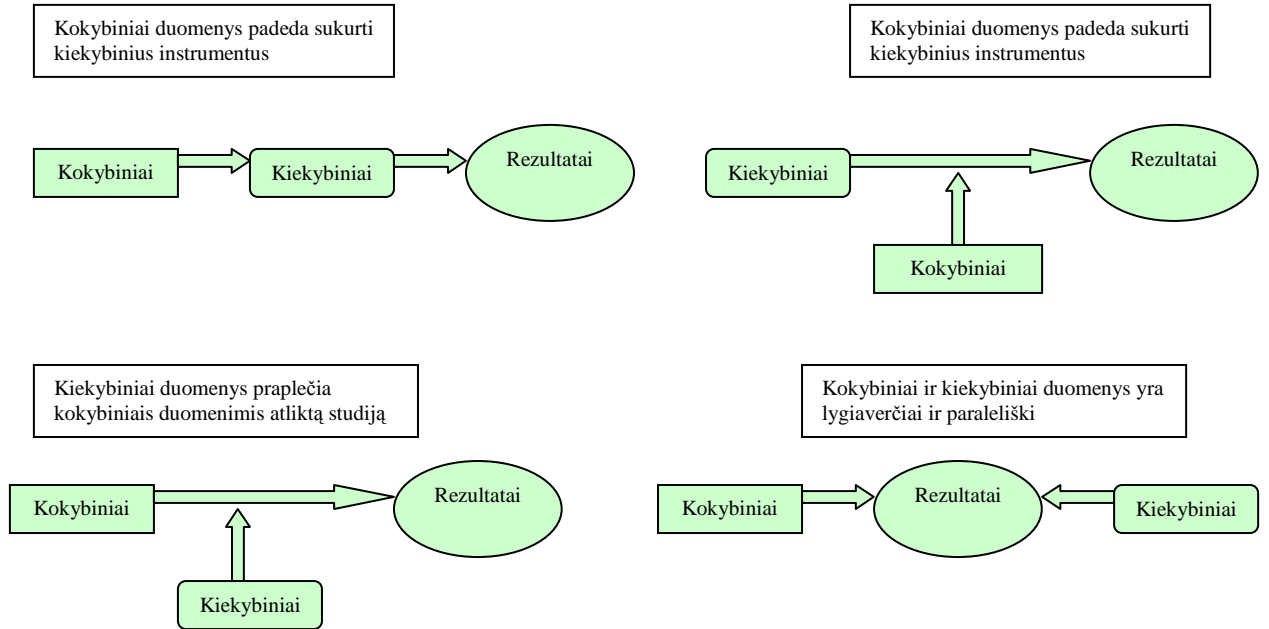 Kokybiniai duomenys padeda sukurti
kiekybinius instrumentus
Kokybiniai
Kiekybiniai
Rezultatai
Kokybiniai duomenys padeda sukurti
kiekybinius instrumentus
Kiekybiniai
Rezultatai
Kokybiniai
Kiekybiniai duomenys praplečia
kokybiniais duomenimis atliktą studiją
Kokybiniai
Rezultatai
Kiekybiniai
Kokybiniai ir kiekybiniai duomenys yra
lygiaverčiai ir paraleliški
Kokybiniai
Rezultatai
Kiekybiniai